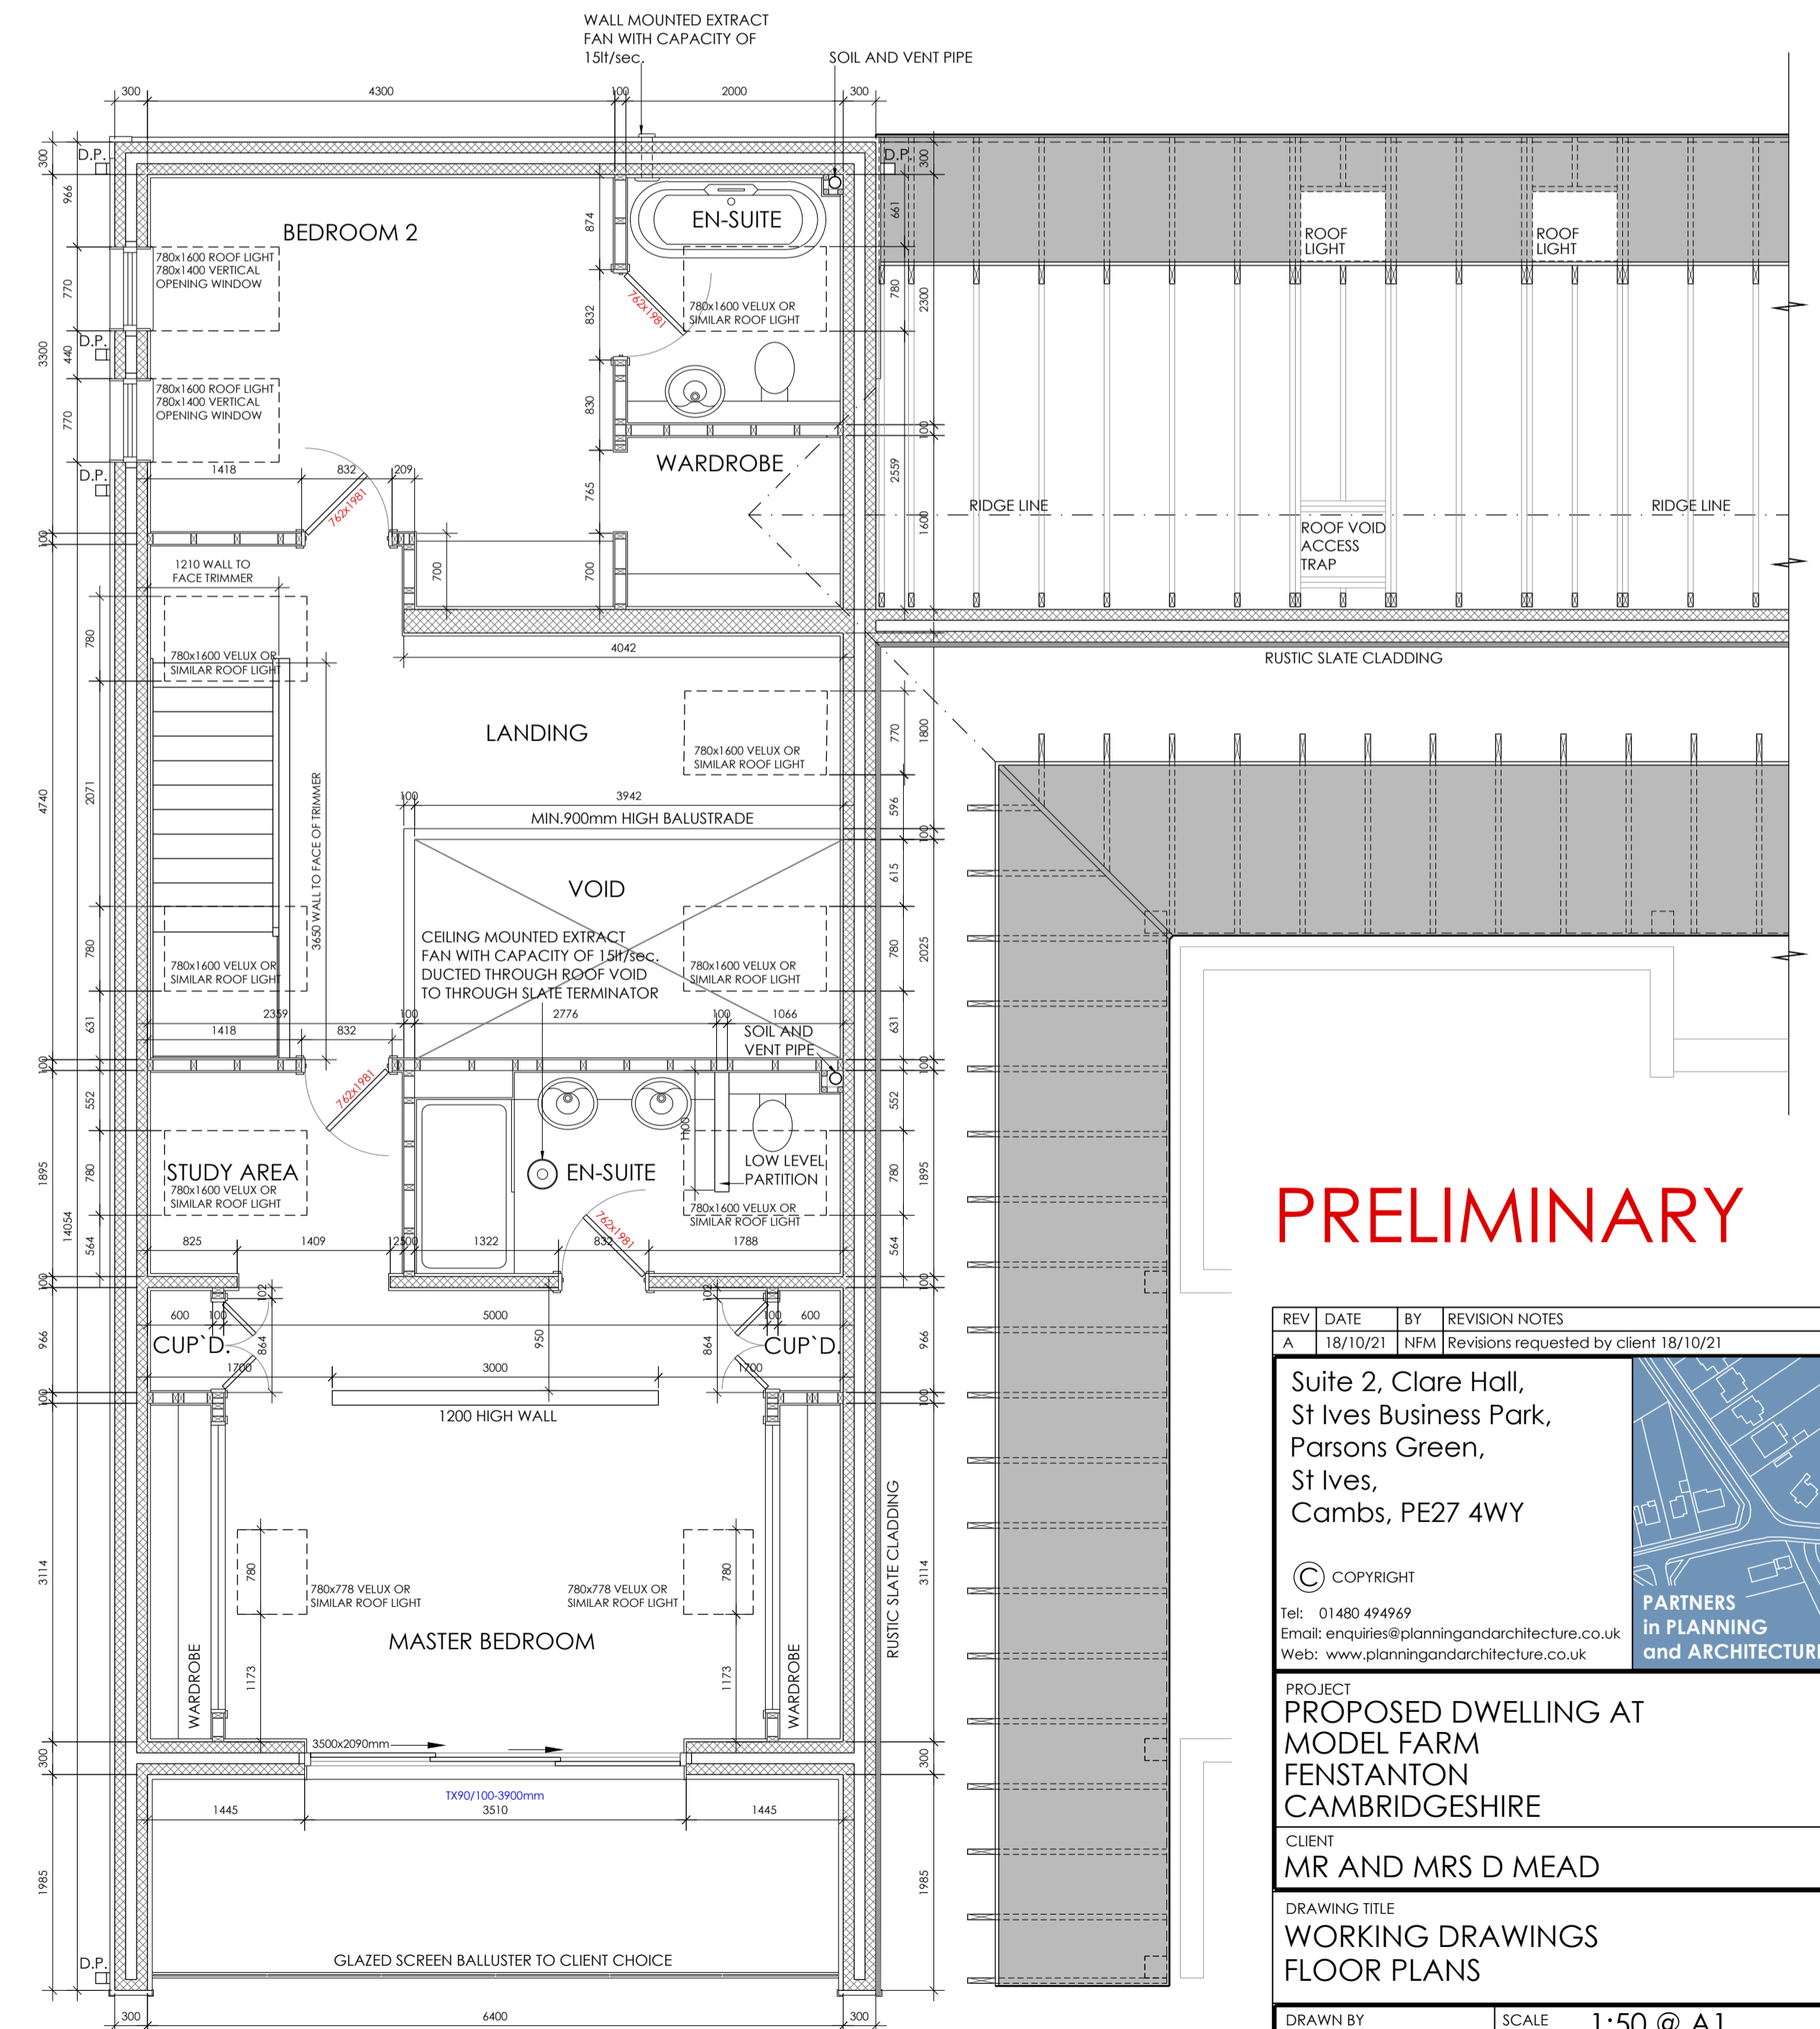 WALL MOUNTED EXTRACT
FAN WITH CAPACITY OF
15lt/sec.
SOIL AND VENT PIPE
300
4300
100
2000
300
D.P.
D.P.
300
300
966
661
BEDROOM 2
EN-SUITE
874
ROOF
LIGHT
ROOF
LIGHT
780x1600 ROOF LIGHT
780x1400 VERTICAL
OPENING WINDOW
770
762x1981
780x1600 VELUX OR
SIMILAR ROOF LIGHT
780
2300
832
D.P.
3300
440
780x1600 ROOF LIGHT
780x1400 VERTICAL
OPENING WINDOW
770
830
100
D.P.
1418
832
209
WARDROBE
2559
762x1981
765
RIDGE LINE
RIDGE LINE
1600
ROOF VOID
ACCESS
TRAP
100
1210 WALL TO
FACE TRIMMER
700
700
780
780x1600 VELUX OR
SIMILAR ROOF LIGHT
4042
RUSTIC SLATE CLADDING
LANDING
770
1800
780x1600 VELUX OR
SIMILAR ROOF LIGHT
4740
2071
3650 WALL TO FACE OF TRIMMER
100
3942
596
MIN.900mm HIGH BALUSTRADE
100
615
VOID
CEILING MOUNTED EXTRACT
FAN WITH CAPACITY OF 15lt/sec.
DUCTED THROUGH ROOF VOID
TO THROUGH SLATE TERMINATOR
780
780x1600 VELUX OR
SIMILAR ROOF LIGHT
780x1600 VELUX OR
SIMILAR ROOF LIGHT
780
2025
2359
100
2776
100
1066
631
1418
832
SOIL AND
VENT PIPE
631
100
100
552
762x1981
552
1100
STUDY AREA
780x1600 VELUX OR
SIMILAR ROOF LIGHT
EN-SUITE
LOW LEVEL
PARTITION
780x1600 VELUX OR
SIMILAR ROOF LIGHT
1895
780
780
1895
14054
762x1981
564
825
1409
1322
832
1788
564
100
102
102
100
600
100
5000
100
600
CUP`D.
CUP`D.
966
864
950
864
966
1700
3000
1700
100
1200 HIGH WALL
100
PRELIMINARY
REV DATE BY REVISION NOTES
A 18/10/21 NFM Revisions requested by client 18/10/21
Suite 2, Clare Hall,
St Ives Business Park,
Parsons Green,
St Ives,
Cambs, PE27 4WY
© COPYRIGHT
Tel: 01480 494969
Email: enquiries@planningandarchitecture.co.uk
Web: www.planningandarchitecture.co.uk
PARTNERS
in PLANNING
and ARCHITECTURE
3114
780
780x778 VELUX OR
SIMILAR ROOF LIGHT
780x778 VELUX OR
SIMILAR ROOF LIGHT
780
3114
RUSTIC SLATE CLADDING
MASTER BEDROOM
WARDROBE
1173
1173
WARDROBE
3500x2090mm
300
300
TX90/100-3900mm
1445
3510
1445
1985
1985
GLAZED SCREEN BALLUSTER TO CLIENT CHOICE
D.P.
300
6400
300
PROJECT
PROPOSED DWELLING AT
MODEL FARM
FENSTANTON
CAMBRIDGESHIRE
CLIENT
MR AND MRS D MEAD
DRAWING TITLE
WORKING DRAWINGS
FLOOR PLANS
DRAWN BY
SCALE 1:50 @ A1